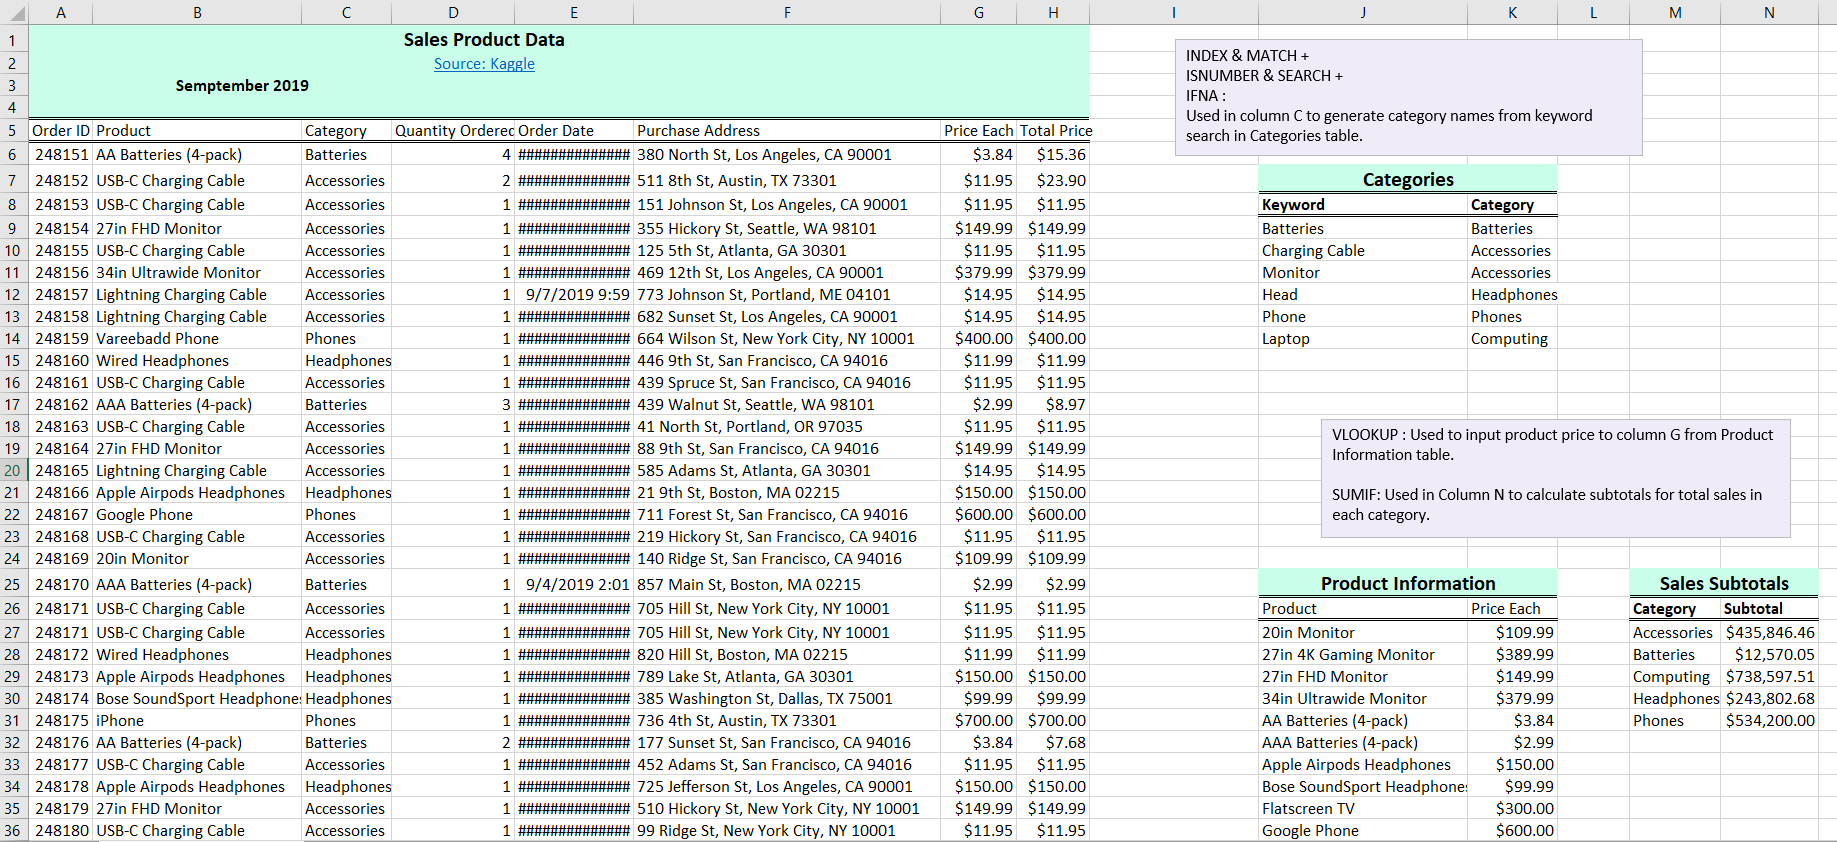 A B C D E F G H I J K L M N
1 Sales Product Data
2 Source: Kaggle
3 Semptember 2019
4
INDEX & MATCH +
ISNUMBER & SEARCH +
IFNA :
Used in column C to generate category names from keyword
search in Categories table.
5 Order ID Product Category Quantity Ordered Order Date Purchase Address Price Each Total Price
6 248151 AA Batteries (4-pack) Batteries 4 ############## 380 North St, Los Angeles, CA 90001 $3.84 $15.36
7 248152 USB-C Charging Cable Accessories 2 ############## 511 8th St, Austin, TX 73301 $11.95 $23.90
8 248153 USB-C Charging Cable Accessories 1 ############## 151 Johnson St, Los Angeles, CA 90001 $11.95 $11.95
9 248154 27in FHD Monitor Accessories 1 ############## 355 Hickory St, Seattle, WA 98101 $149.99 $149.99
10 248155 USB-C Charging Cable Accessories 1 ############## 125 5th St, Atlanta, GA 30301 $11.95 $11.95
11 248156 34in Ultrawide Monitor Accessories 1 ############## 469 12th St, Los Angeles, CA 90001 $379.99 $379.99
12 248157 Lightning Charging Cable Accessories 1 9/7/2019 9:59 773 Johnson St, Portland, ME 04101 $14.95 $14.95
13 248158 Lightning Charging Cable Accessories 1 ############## 682 Sunset St, Los Angeles, CA 90001 $14.95 $14.95
14 248159 Vareebadd Phone Phones 1 ############## 664 Wilson St, New York City, NY 10001 $400.00 $400.00
15 248160 Wired Headphones Headphones 1 ############## 446 9th St, San Francisco, CA 94016 $11.99 $11.99
16 248161 USB-C Charging Cable Accessories 1 ############## 439 Spruce St, San Francisco, CA 94016 $11.95 $11.95
17 248162 AAA Batteries (4-pack) Batteries 3 ############## 439 Walnut St, Seattle, WA 98101 $2.99 $8.97
18 248163 USB-C Charging Cable Accessories 1 ############## 41 North St, Portland, OR 97035 $11.95 $11.95
19 248164 27in FHD Monitor Accessories 1 ############## 88 9th St, San Francisco, CA 94016 $149.99 $149.99
20 248165 Lightning Charging Cable Accessories 1 ############## 585 Adams St, Atlanta, GA 30301 $14.95 $14.95
21 248166 Apple Airpods Headphones Headphones 1 ############## 21 9th St, Boston, MA 02215 $150.00 $150.00
22 248167 Google Phone Phones 1 ############## 711 Forest St, San Francisco, CA 94016 $600.00 $600.00
23 248168 USB-C Charging Cable Accessories 1 ############## 219 Hickory St, San Francisco, CA 94016 $11.95 $11.95
24 248169 20in Monitor Accessories 1 ############## 140 Ridge St, San Francisco, CA 94016 $109.99 $109.99
25 248170 AAA Batteries (4-pack) Batteries 1 9/4/2019 2:01 857 Main St, Boston, MA 02215 $2.99 $2.99
26 248171 USB-C Charging Cable Accessories 1 ############## 705 Hill St, New York City, NY 10001 $11.95 $11.95
27 248171 USB-C Charging Cable Accessories 1 ############## 705 Hill St, New York City, NY 10001 $11.95 $11.95
28 248172 Wired Headphones Headphones 1 ############## 820 Hill St, Boston, MA 02215 $11.99 $11.99
29 248173 Apple Airpods Headphones Headphones 1 ############## 789 Lake St, Atlanta, GA 30301 $150.00 $150.00
30 248174 Bose SoundSport Headphone Headphones 1 ############## 385 Washington St, Dallas, TX 75001 $99.99 $99.99
31 248175 iPhone Phones 1 ############## 736 4th St, Austin, TX 73301 $700.00 $700.00
32 248176 AA Batteries (4-pack) Batteries 2 ############## 177 Sunset St, San Francisco, CA 94016 $3.84 $7.68
33 248177 USB-C Charging Cable Accessories 1 ############## 452 Adams St, San Francisco, CA 94016 $11.95 $11.95
34 248178 Apple Airpods Headphones Headphones 1 ############## 725 Jefferson St, Los Angeles, CA 90001 $150.00 $150.00
35 248179 27in FHD Monitor Accessories 1 ############## 510 Hickory St, New York City, NY 10001 $149.99 $149.99
36 248180 USB-C Charging Cable Accessories 1 ############## 99 Ridge St, New York City, NY 10001 $11.95 $11.95
Categories
Keyword Category
Batteries Batteries
Charging Cable Accessories
Monitor Accessories
Head Headphones
Phone Phones
Laptop Computing
VLOOKUP : Used to input product price to column G from Product
Information table.
SUMIF: Used in Column N to calculate subtotals for total sales in
each category.
Product Information
Product Price Each
20in Monitor $109.99
27in 4K Gaming Monitor $389.99
27in FHD Monitor $149.99
34in Ultrawide Monitor $379.99
AA Batteries (4-pack) $3.84
AAA Batteries (4-pack) $2.99
Apple Airpods Headphones $150.00
Bose SoundSport Headphone $99.99
Flatscreen TV $300.00
Google Phone $600.00
Sales Subtotals
Category Subtotal
Accessories $435,846.46
Batteries $12,570.05
Computing $738,597.51
Headphones $243,802.68
Phones $534,200.00